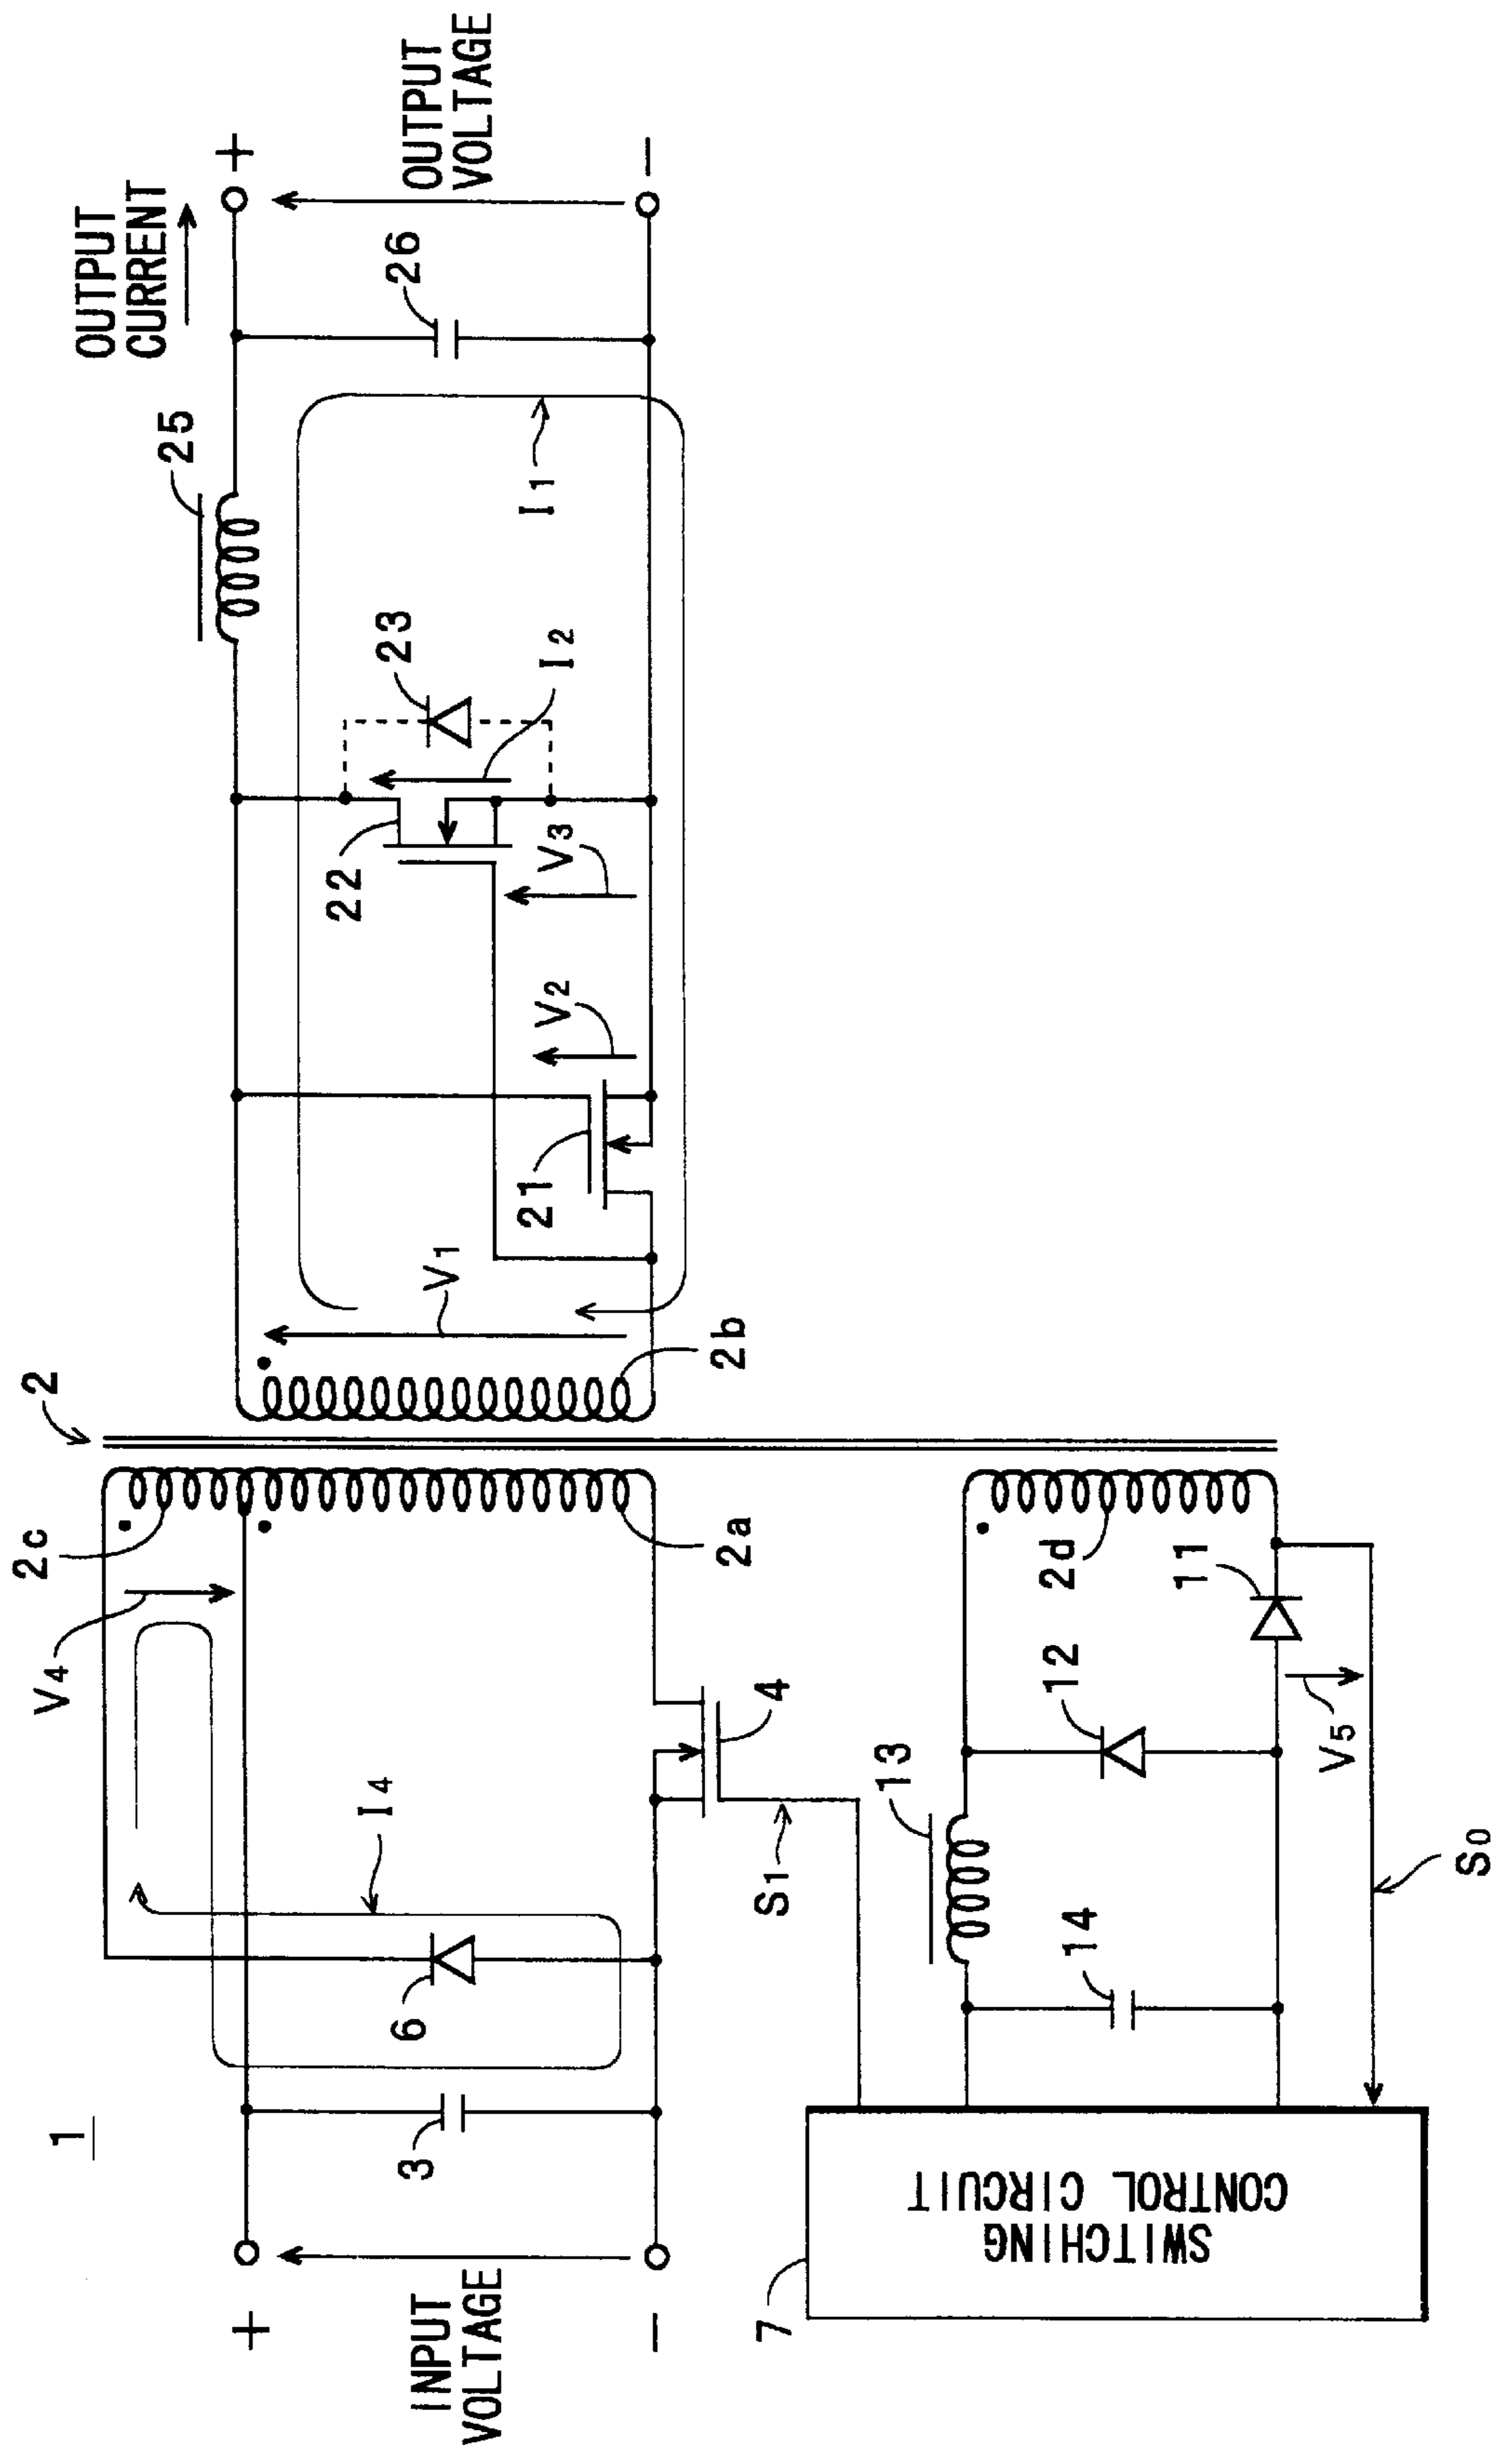 1
2
2c
V4
I4
6
3
+
INPUT
VOLTAGE
−
2a
4
S1
V1
2b
21
V2
V3
22
23
I2
I1
25
26
OUTPUT
CURRENT
+
OUTPUT
VOLTAGE
−
2d
11
12
13
14
V5
S0
7
SWITCHING
CONTROL CIRCUIT